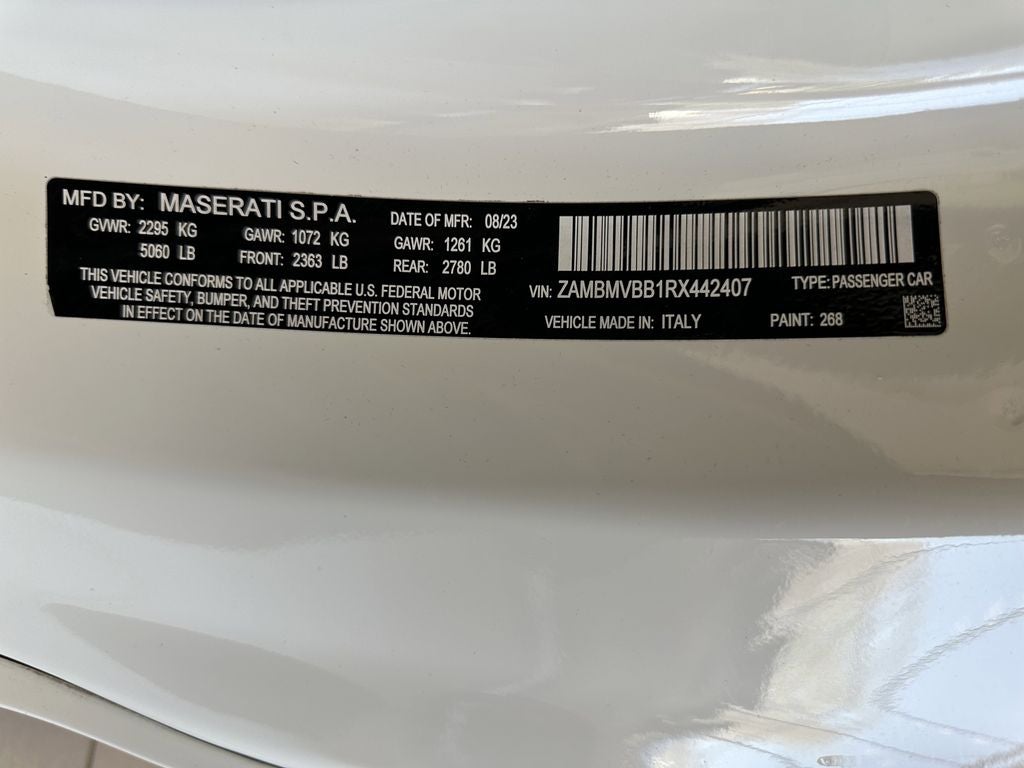 MFD BY: MASERATI S.P.A. DATE OF MFR: 08/23
GVWR: 2295 KG GAWR: 1072 KG GAWR: 1261 KG
5060 LB FRONT: 2363 LB REAR: 2780 LB
THIS VEHICLE CONFORMS TO ALL APPLICABLE U.S. FEDERAL MOTOR
VEHICLE SAFETY, BUMPER, AND THEFT PREVENTION STANDARDS
IN EFFECT ON THE DATE OF MANUFACTURE SHOWN ABOVE.
VIN: ZAMBMVBB1RX442407 TYPE: PASSENGER CAR
VEHICLE MADE IN: ITALY PAINT: 268